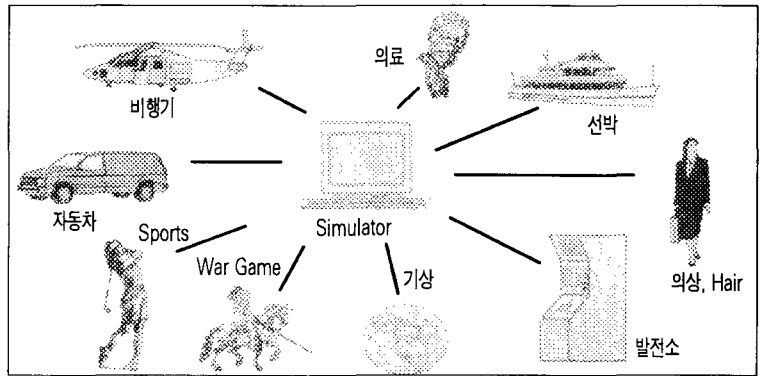 의료
비행기
선박
자동차
Sports
Simulator
War Game
기상
의상, Hair
발전소